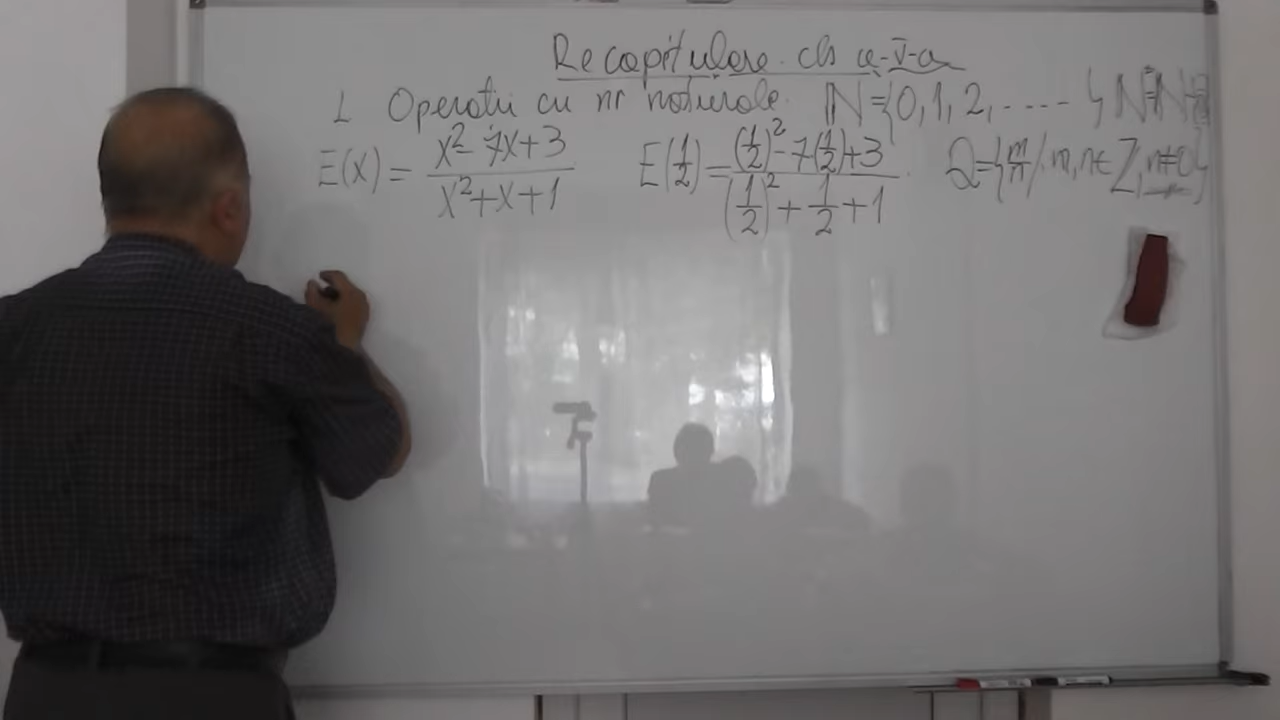 Recapitulare cls a-V-a
1. Operatii cu nr naturale. N={0,1,2,.....}
E(x)= (x²-7x+3)/(x²+x+1) E(1/2)= ((1/2)²-7(1/2)+3)/((1/2)²+1/2+1) Q={m/n / m,n∈Z,n≠0}